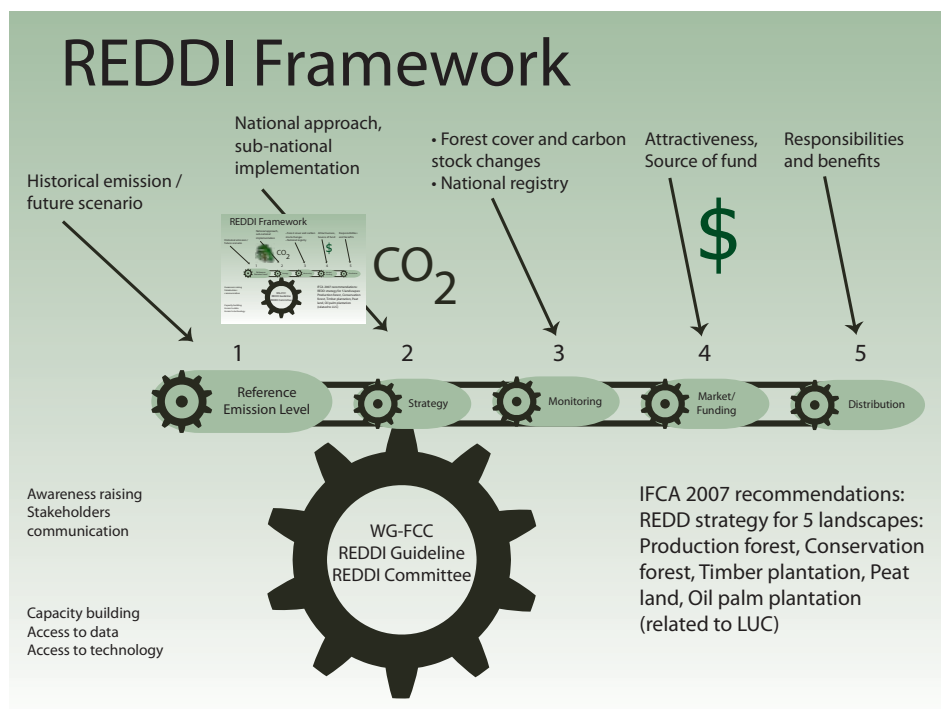 REDDI Framework
Historical emission /
future scenario
National approach,
sub-national
implementation
• Forest cover and carbon
stock changes
• National registry
Attractiveness,
Source of fund
Responsibilities
and benefits
REDDI Framework
CO2
$
CO2
$
1
2
3
4
5
Reference
Emission Level
Strategy
Monitoring
Market/
Funding
Distribution
WG-FCC
REDDI Guideline
REDDI Committee
Awareness raising
Stakeholders
communication
Capacity building
Access to data
Access to technology
IFCA 2007 recommendations:
REDD strategy for 5 landscapes:
Production forest, Conservation
forest, Timber plantation, Peat
land, Oil palm plantation
(related to LUC)